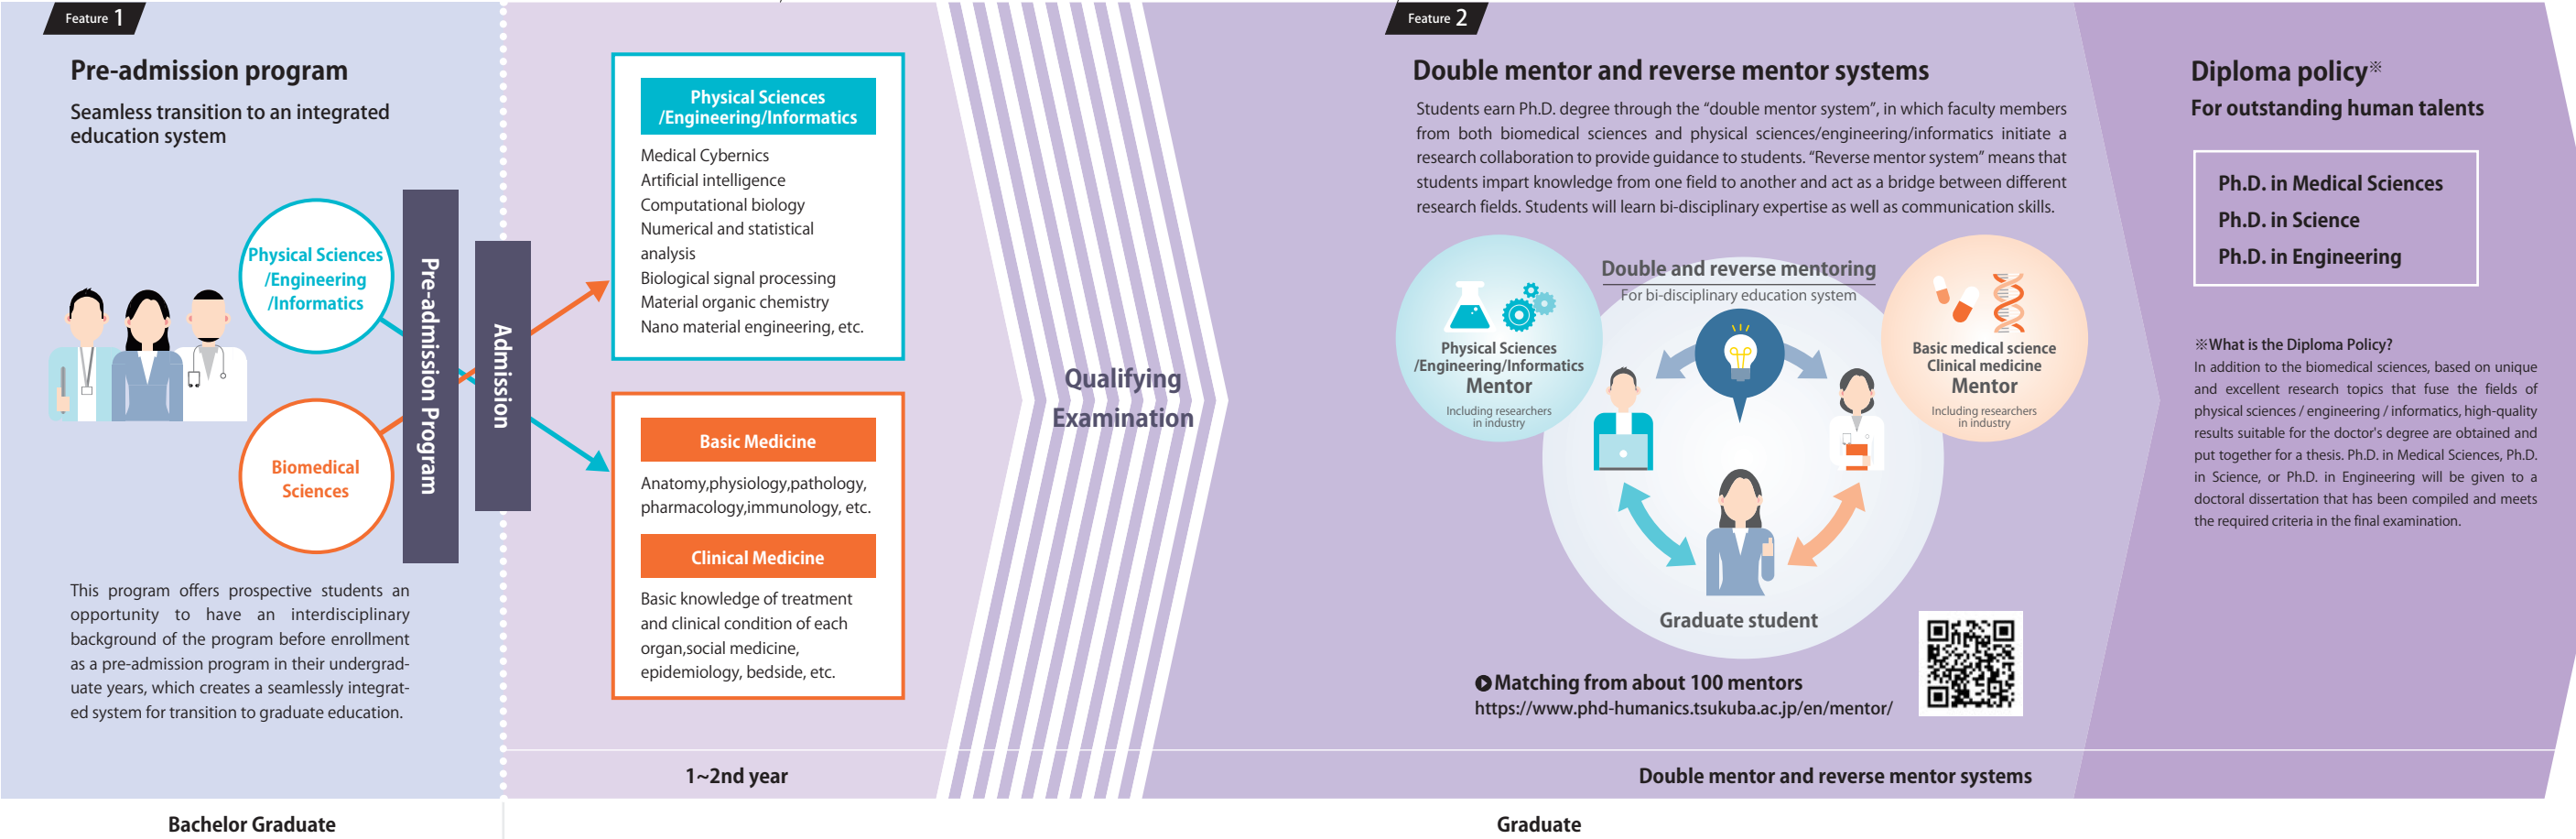 Feature 1
Pre-admission program
Seamless transition to an integrated
education system
Physical Sciences
/Engineering
/Informatics
Biomedical
Sciences
Pre-admission Program
Admission
This program offers prospective students an
opportunity to have an interdisciplinary
background of the program before enrollment
as a pre-admission program in their undergrad-
uate years, which creates a seamlessly integrat-
ed system for transition to graduate education.
Physical Sciences
/Engineering/Informatics
Medical Cybernics
Artificial intelligence
Computational biology
Numerical and statistical
analysis
Biological signal processing
Material organic chemistry
Nano material engineering, etc.
Basic Medicine
Anatomy,physiology,pathology,
pharmacology,immunology, etc.
Clinical Medicine
Basic knowledge of treatment
and clinical condition of each
organ,social medicine,
epidemiology, bedside, etc.
1~2nd year
Qualifying
Examination
Feature 2
Double mentor and reverse mentor systems
Students earn Ph.D. degree through the “double mentor system”, in which faculty members
from both biomedical sciences and physical sciences/engineering/informatics initiate a
research collaboration to provide guidance to students. “Reverse mentor system” means that
students impart knowledge from one field to another and act as a bridge between different
research fields. Students will learn bi-disciplinary expertise as well as communication skills.
Double and reverse mentoring
For bi-disciplinary education system
Physical Sciences
/Engineering/Informatics
Mentor
Including researchers
in industry
Basic medical science
Clinical medicine
Mentor
Including researchers
in industry
Graduate student
Matching from about 100 mentors
https://www.phd-humanics.tsukuba.ac.jp/en/mentor/
Double mentor and reverse mentor systems
Diploma policy※
For outstanding human talents
Ph.D. in Medical Sciences
Ph.D. in Science
Ph.D. in Engineering
※What is the Diploma Policy?
In addition to the biomedical sciences, based on unique
and excellent research topics that fuse the fields of
physical sciences / engineering / informatics, high-quality
results suitable for the doctor's degree are obtained and
put together for a thesis. Ph.D. in Medical Sciences, Ph.D.
in Science, or Ph.D. in Engineering will be given to a
doctoral dissertation that has been compiled and meets
the required criteria in the final examination.
Bachelor Graduate
Graduate